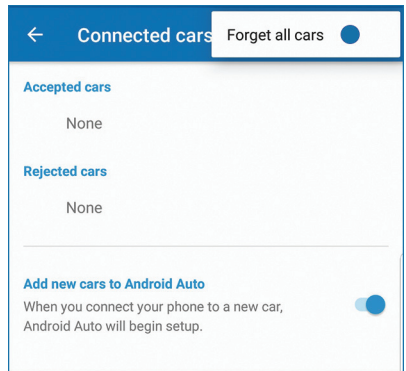 Connected cars
Forget all cars
Accepted cars
None
Rejected cars
None
Add new cars to Android Auto
When you connect your phone to a new car,
Android Auto will begin setup.